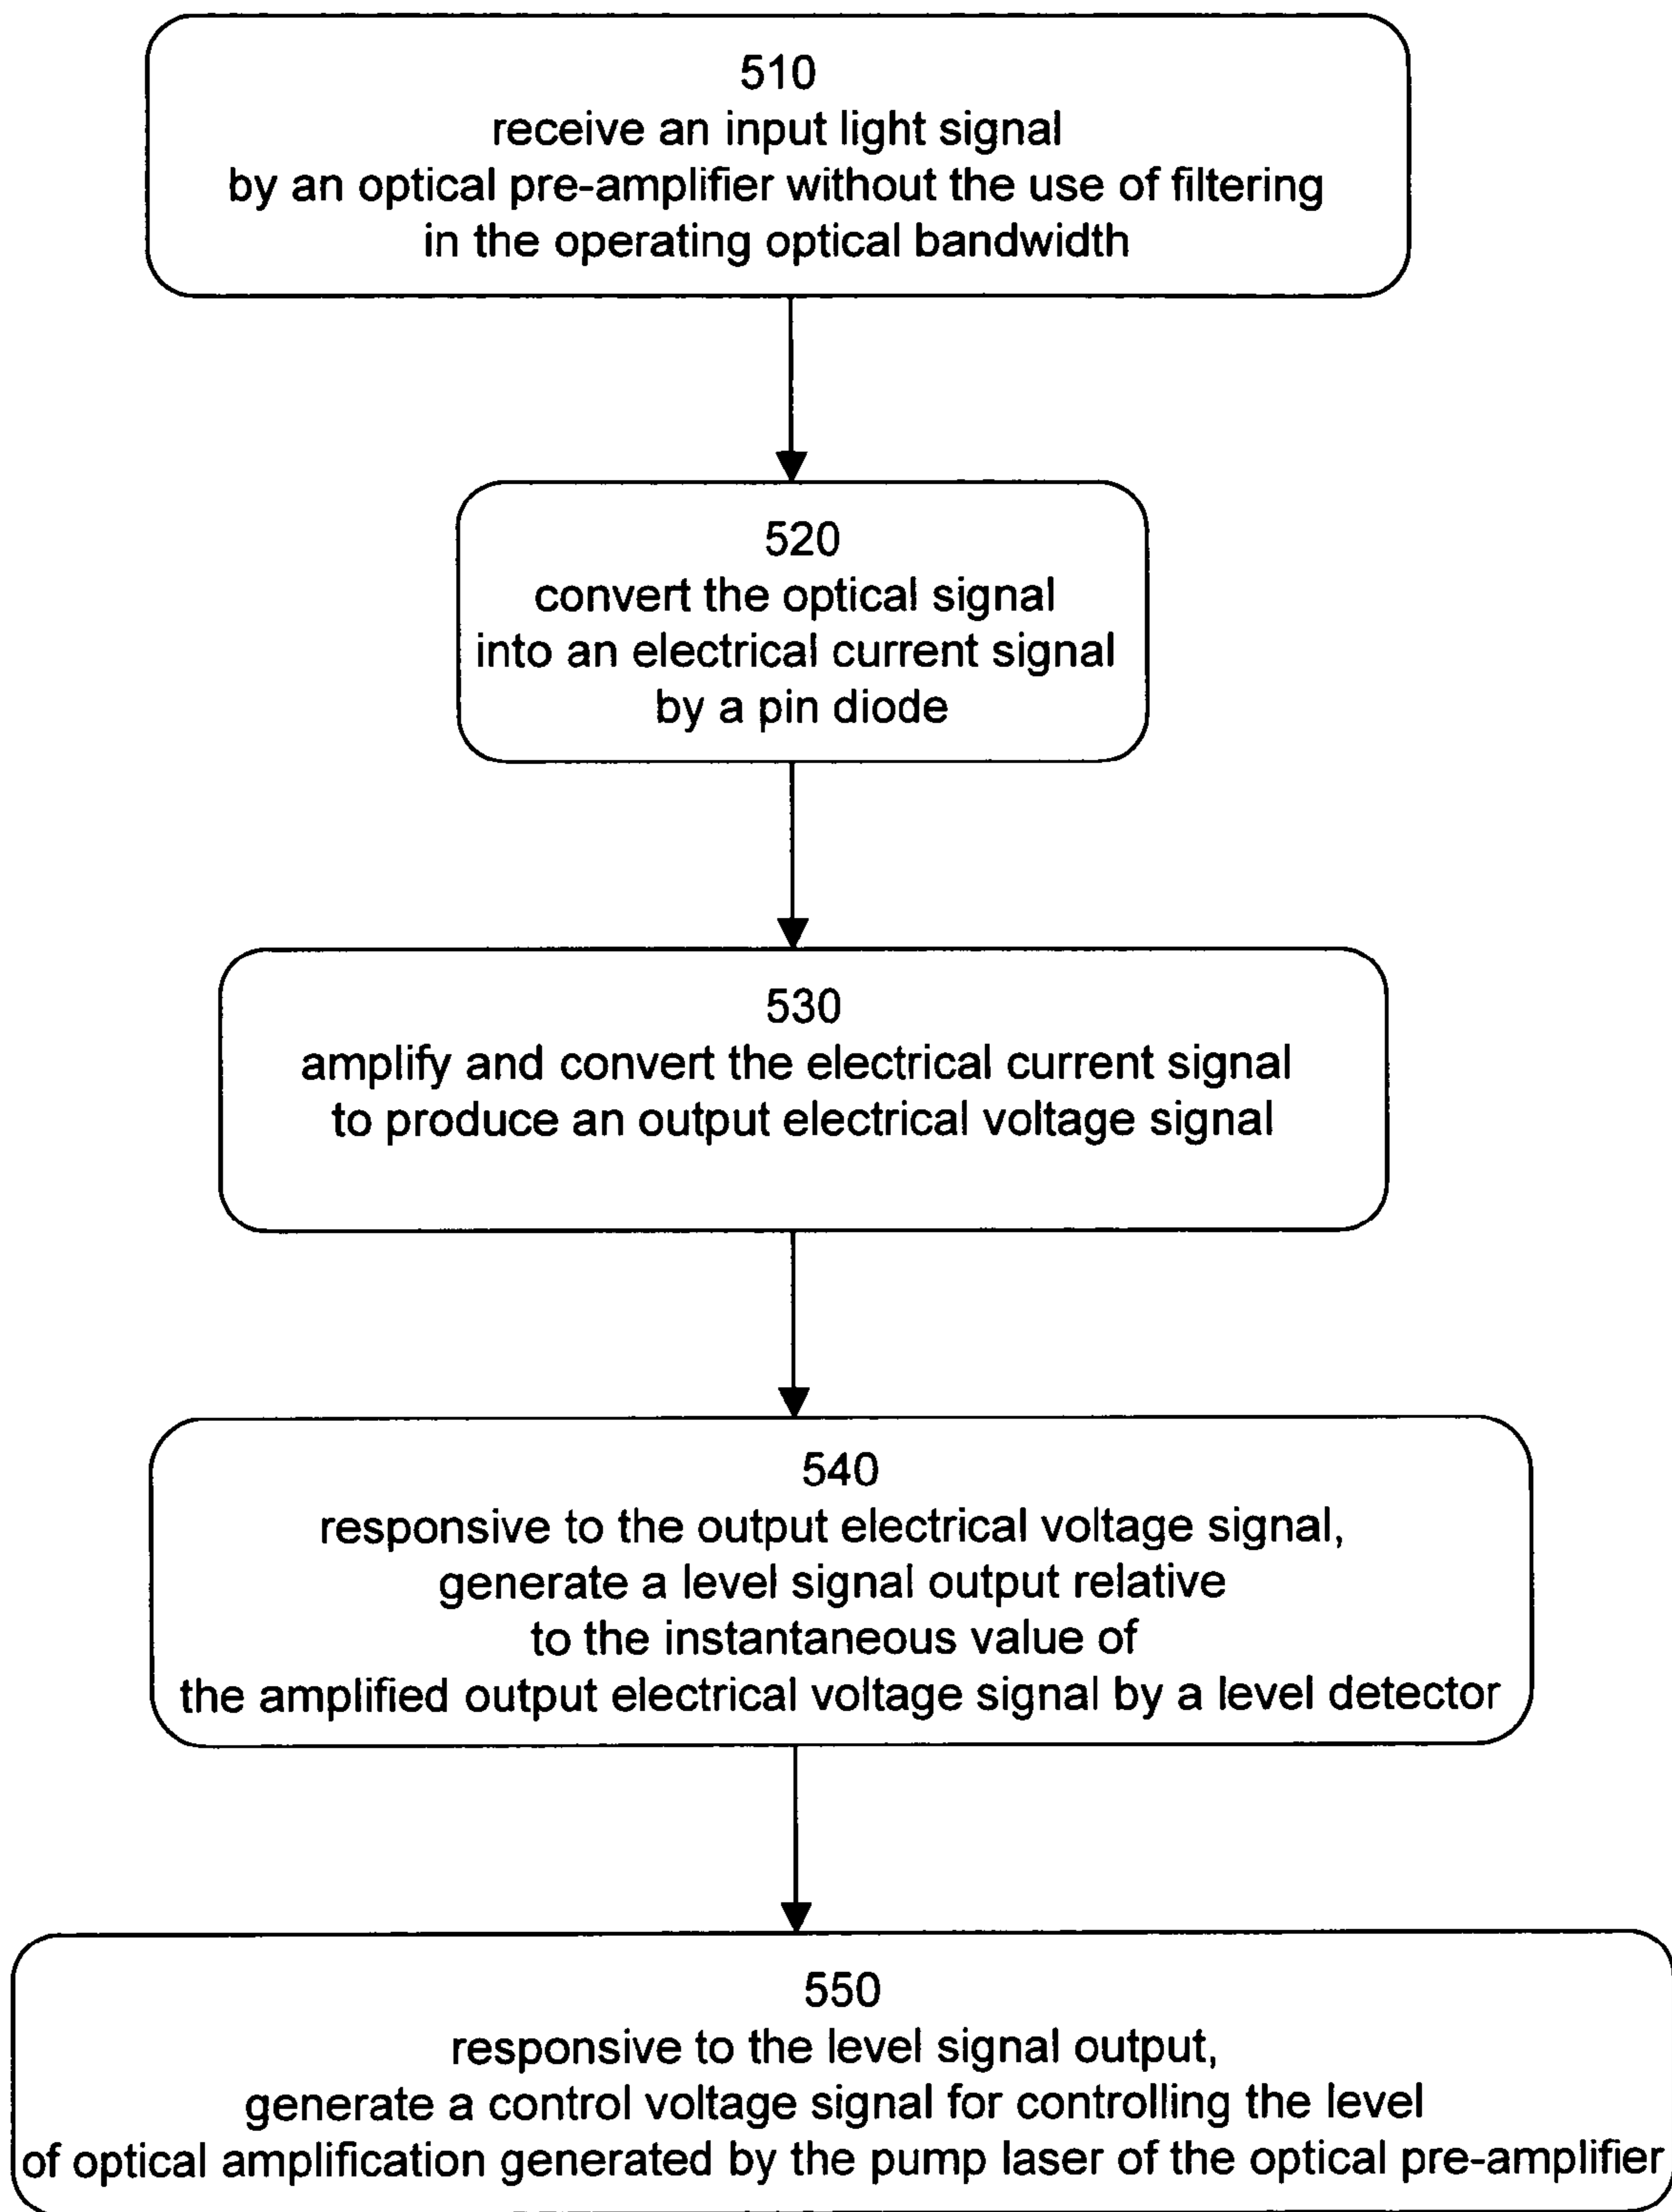 510
receive an input light signal
by an optical pre-amplifier without the use of filtering
in the operating optical bandwidth
520
convert the optical signal
into an electrical current signal
by a pin diode
530
amplify and convert the electrical current signal
to produce an output electrical voltage signal
540
responsive to the output electrical voltage signal,
generate a level signal output relative
to the instantaneous value of
the amplified output electrical voltage signal by a level detector
550
responsive to the level signal output,
generate a control voltage signal for controlling the level
of optical amplification generated by the pump laser of the optical pre-amplifier